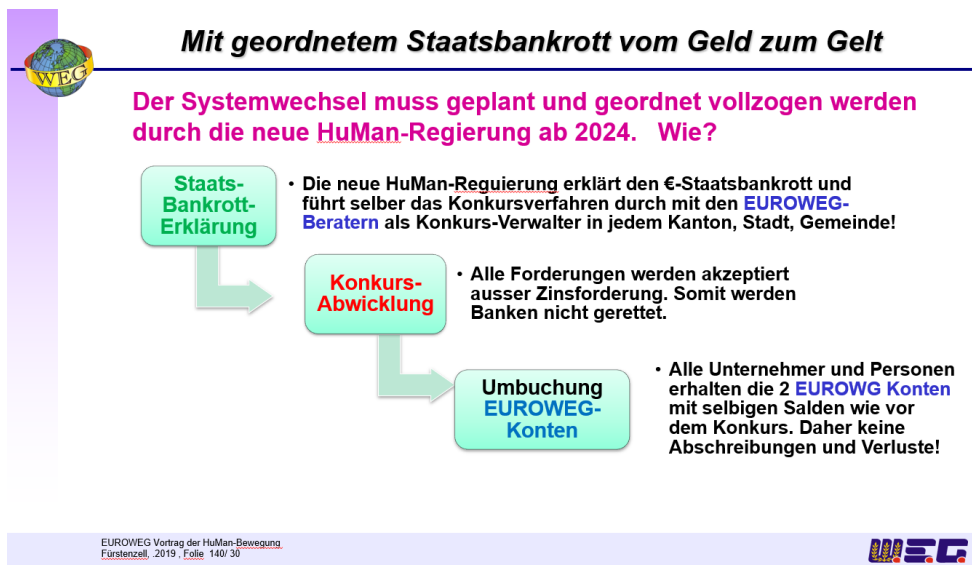 Mit geordnetem Staatsbankrott vom Geld zum Gelt
WEG
Der Systemwechsel muss geplant und geordnet vollzogen werden
durch die neue HuMan-Regierung ab 2024. Wie?
Staats-
Bankrott-
Erklärung
• Die neue HuMan-Reguierung erklärt den €-Staatsbankrott und
führt selber das Konkursverfahren durch mit den EUROWEG-
Beratern als Konkurs-Verwalter in jedem Kanton, Stadt, Gemeinde!
Konkurs-
Abwicklung
• Alle Forderungen werden akzeptiert
ausser Zinsforderung. Somit werden
Banken nicht gerettet.
Umbuchung
EUROWEG-
Konten
• Alle Unternehmer und Personen
erhalten die 2 EUROWG Konten
mit selbigen Salden wie vor
dem Konkurs. Daher keine
Abschreibungen und Verluste!
EUROWEG Vortrag der HuMan-Bewegung
Fürstenzell, .2019 , Folie 140/ 30
W.E.G.